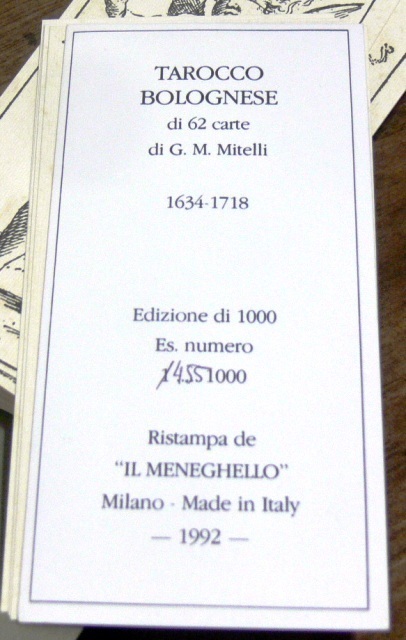 TAROCCO
BOLOGNESE
di 62 carte
di G. M. Mitelli
1634-1718
Edizione di 1000
Es. numero
455/1000
Ristampa de
“IL MENEGHELLO”
Milano · Made in Italy
— 1992 —